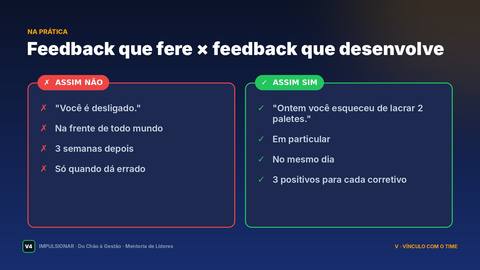 NA PRÁTICA
Feedback que fere × feedback que desenvolve
✗ ASSIM NÃO
✗ "Você é desligado."
✗ Na frente de todo mundo
✗ 3 semanas depois
✗ Só quando dá errado
✓ ASSIM SIM
✓ "Ontem você esqueceu de lacrar 2
paletes."
✓ Em particular
✓ No mesmo dia
✓ 3 positivos para cada corretivo
V4 IMPULSIONAR · Do Chão à Gestão · Mentoria de Líderes
V · VÍNCULO COM O TIME